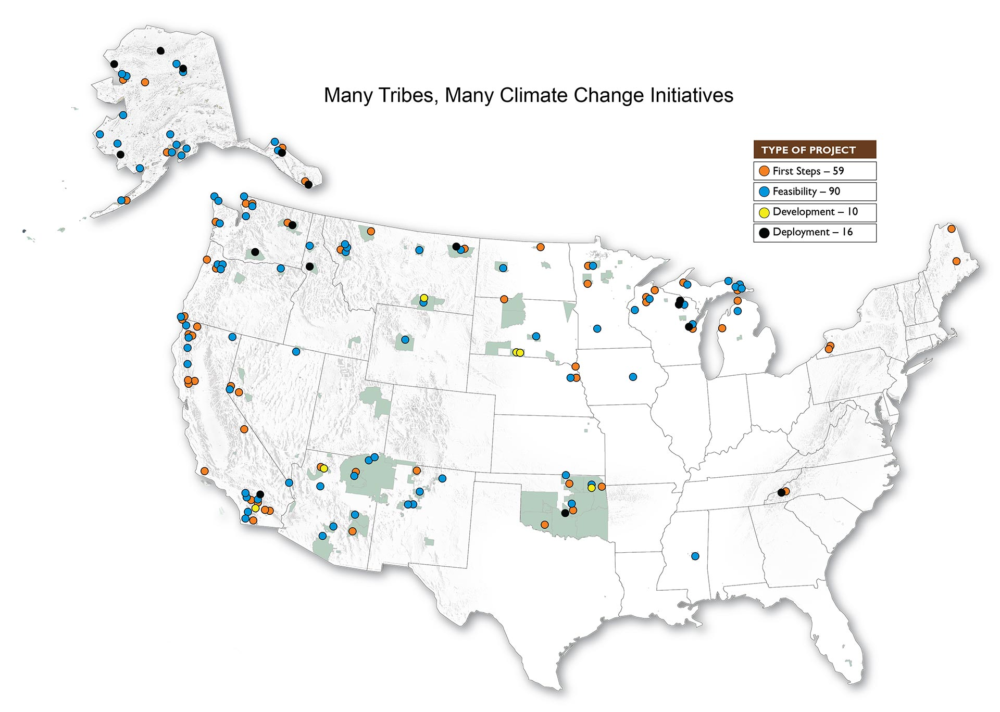 Many Tribes, Many Climate Change Initiatives
TYPE OF PROJECT
First Steps – 59
Feasibility – 90
Development – 10
Deployment – 16